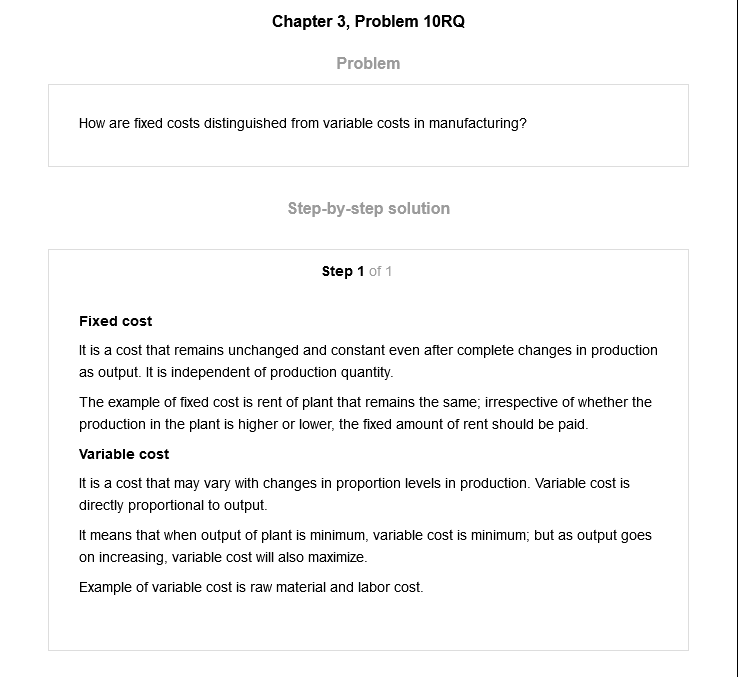 Chapter 3, Problem 10RQ
Problem
How are fixed costs distinguished from variable costs in manufacturing?
Step-by-step solution
Step 1 of 1
Fixed cost
It is a cost that remains unchanged and constant even after complete changes in production
as output. It is independent of production quantity.
The example of fixed cost is rent of plant that remains the same; irrespective of whether the
production in the plant is higher or lower, the fixed amount of rent should be paid.
Variable cost
It is a cost that may vary with changes in proportion levels in production. Variable cost is
directly proportional to output.
It means that when output of plant is minimum, variable cost is minimum; but as output goes
on increasing, variable cost will also maximize.
Example of variable cost is raw material and labor cost.